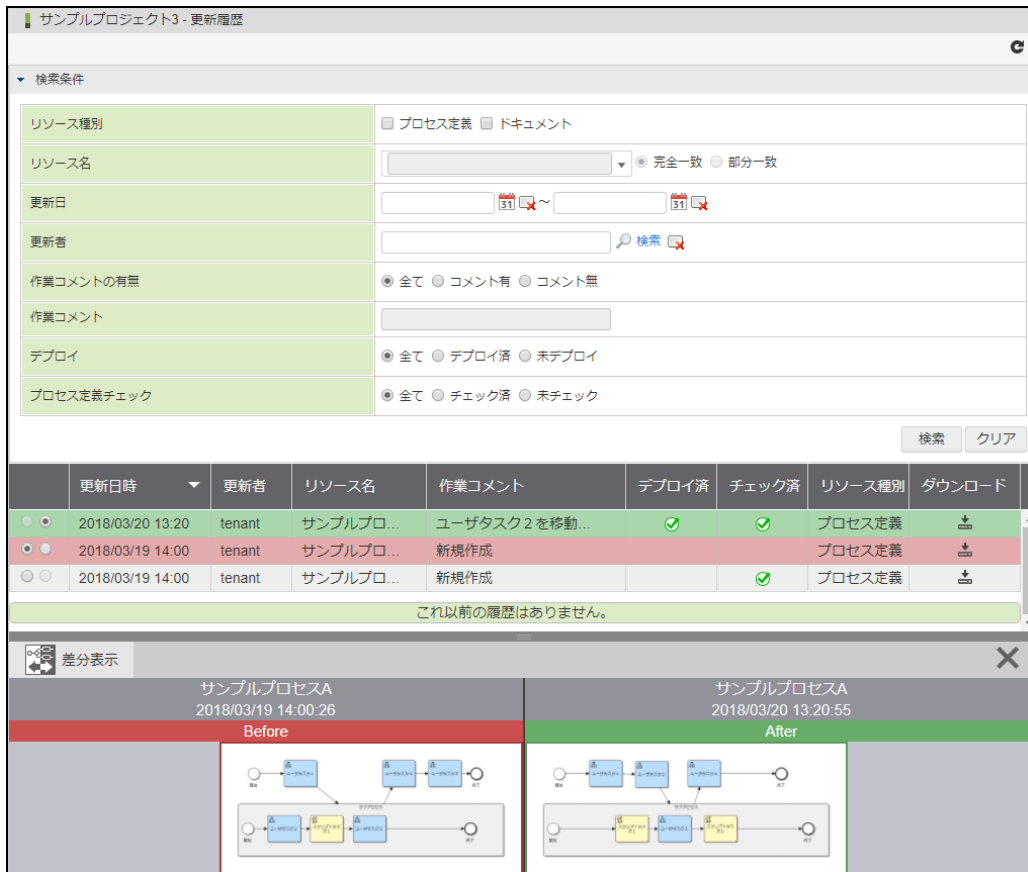 サンプルプロジェクト3 - 更新履歴
検索条件
リソース種別 プロセス定義 ドキュメント
リソース名 完全一致 部分一致
更新日 31 ～ 31
更新者 検索
作業コメントの有無 全て コメント有 コメント無
作業コメント
デプロイ 全て デプロイ済 未デプロイ
プロセス定義チェック 全て チェック済 未チェック
検索 クリア
更新日時 更新者 リソース名 作業コメント デプロイ済 チェック済 リソース種別 ダウンロード
2018/03/20 13:20 tenant サンプルプロ... ユーザタスク２を移動... プロセス定義
2018/03/19 14:00 tenant サンプルプロ... 新規作成 プロセス定義
2018/03/19 14:00 tenant サンプルプロ... 新規作成 プロセス定義
これ以前の履歴はありません。
差分表示
サンプルプロセスA サンプルプロセスA
2018/03/19 14:00:26 2018/03/20 13:20:55
Before After